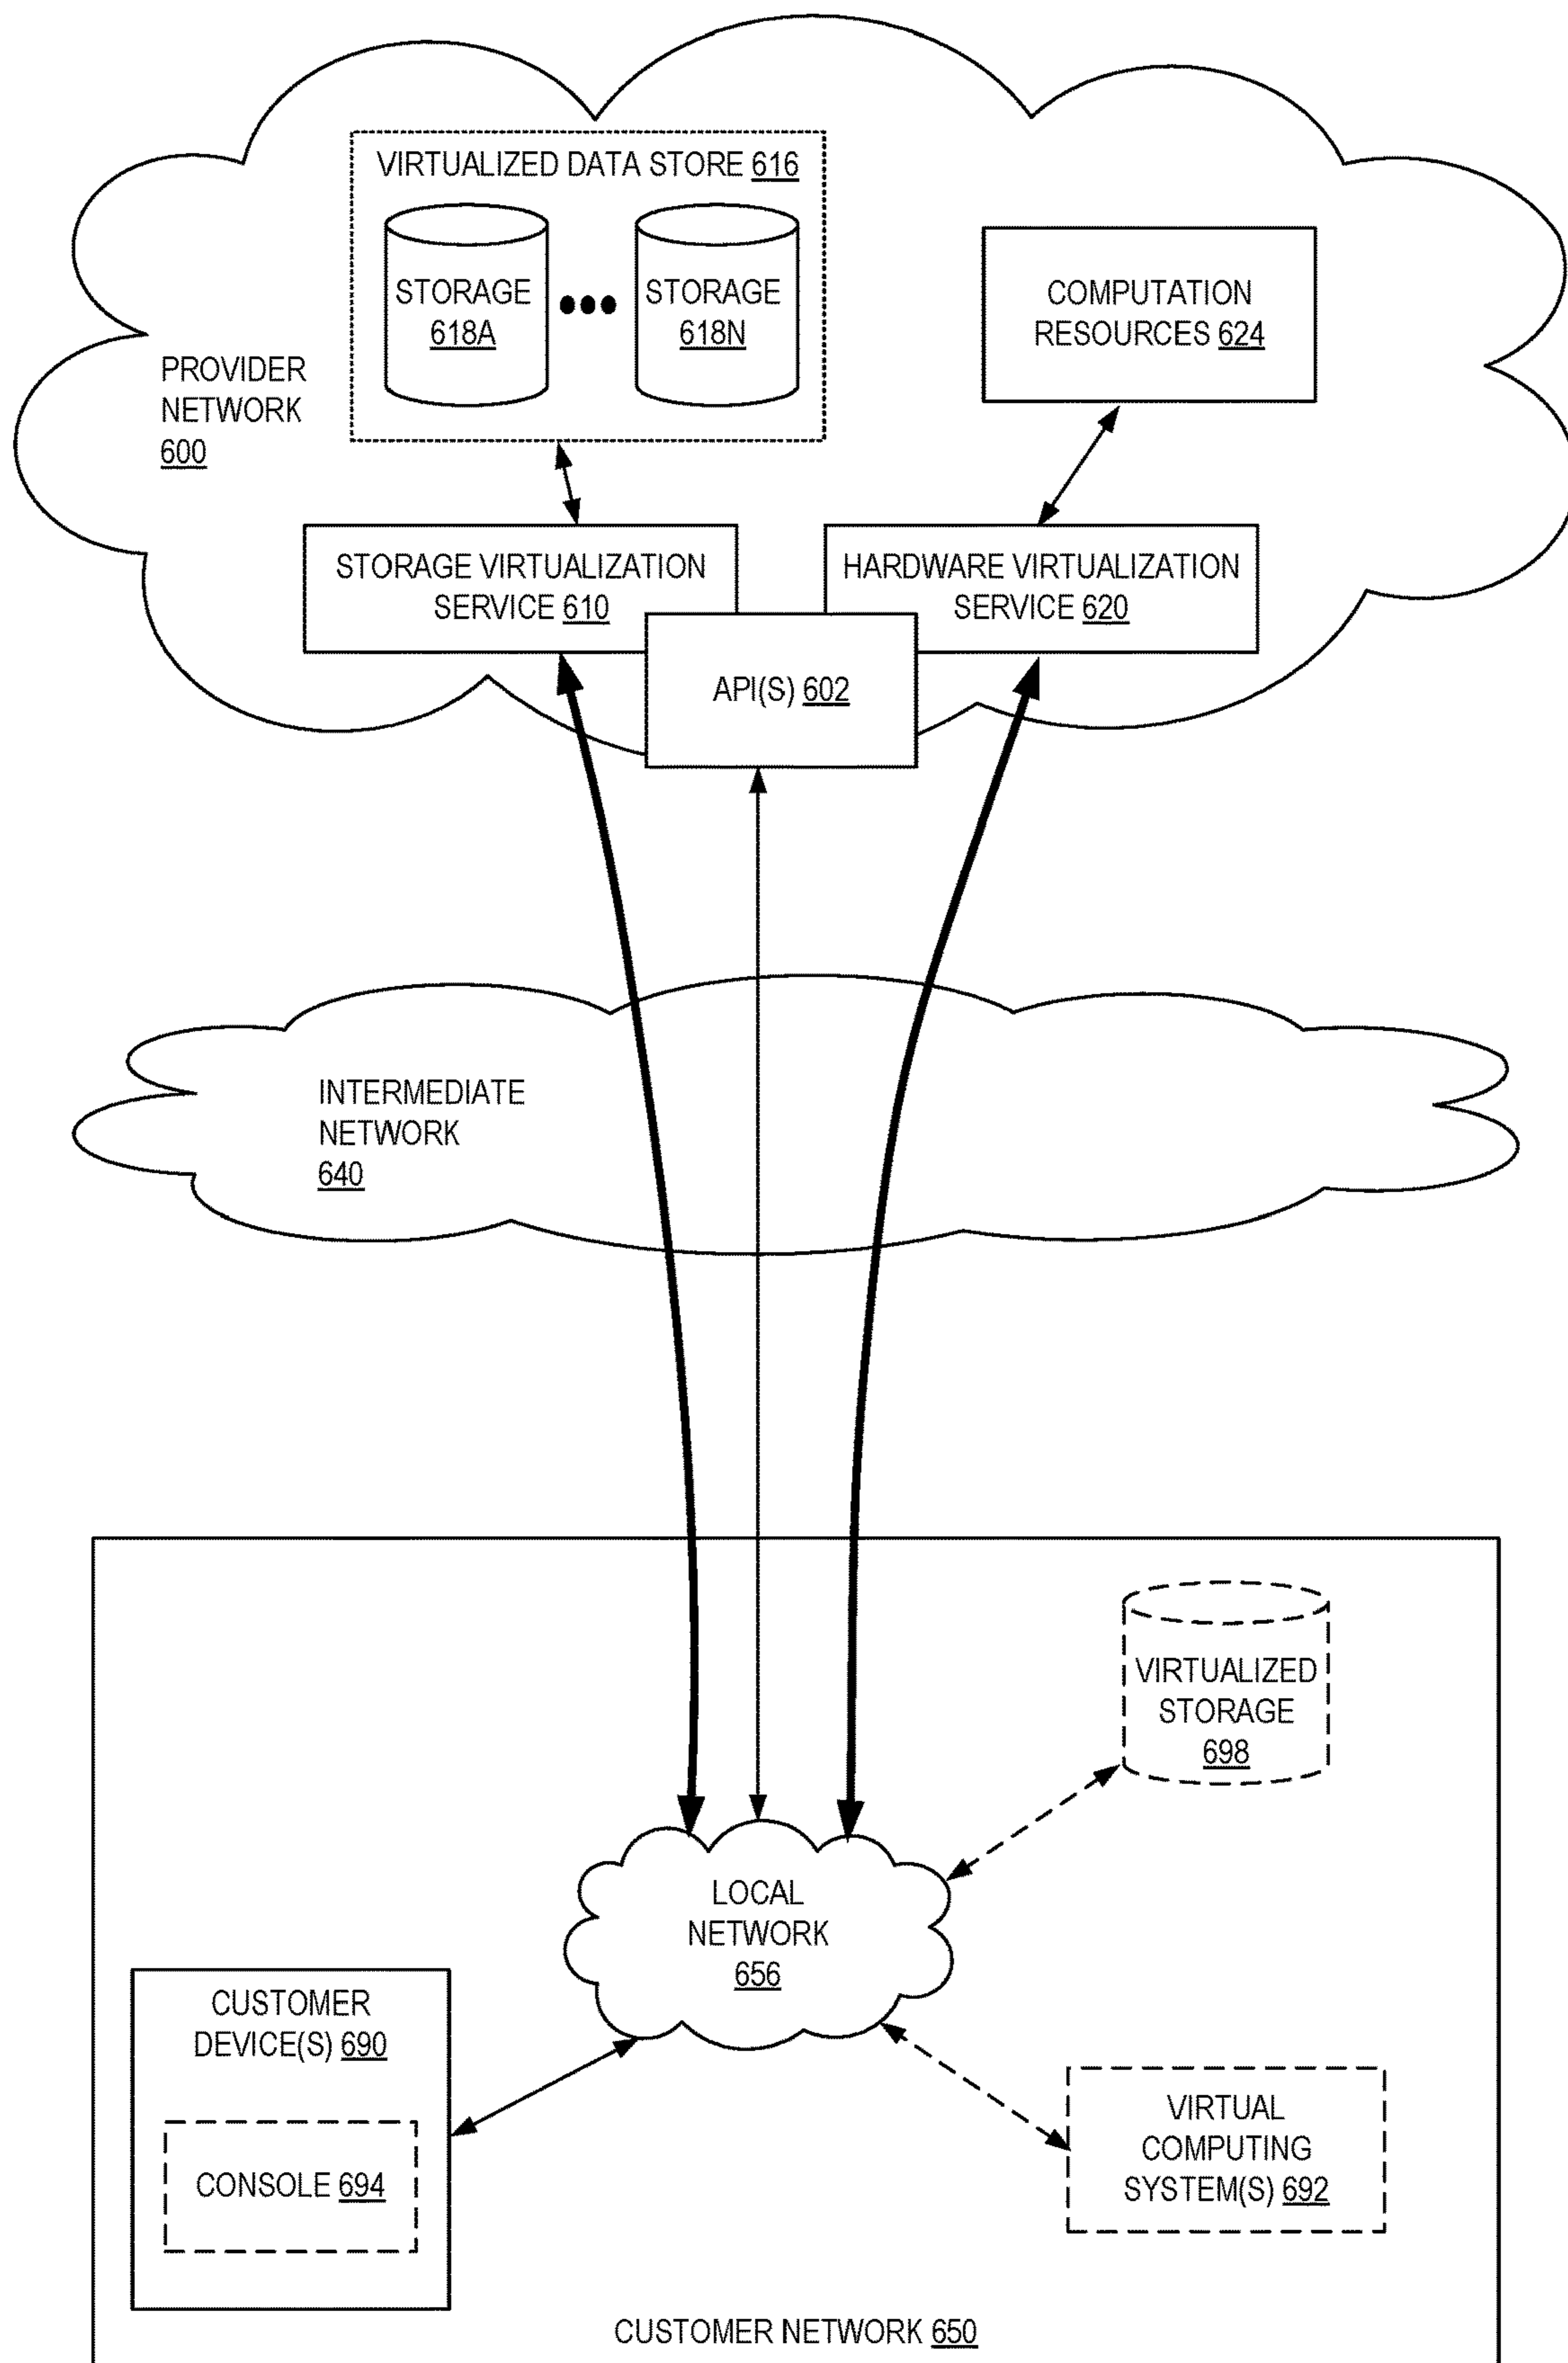 VIRTUALIZED DATA STORE 616
STORAGE
618A
STORAGE
618N
COMPUTATION
RESOURCES 624
PROVIDER
NETWORK
600
STORAGE VIRTUALIZATION
SERVICE 610
HARDWARE VIRTUALIZATION
SERVICE 620
API(S) 602
INTERMEDIATE
NETWORK
640
VIRTUALIZED
STORAGE
698
LOCAL
NETWORK
656
CUSTOMER
DEVICE(S) 690
CONSOLE 694
VIRTUAL
COMPUTING
SYSTEM(S) 692
CUSTOMER NETWORK 650